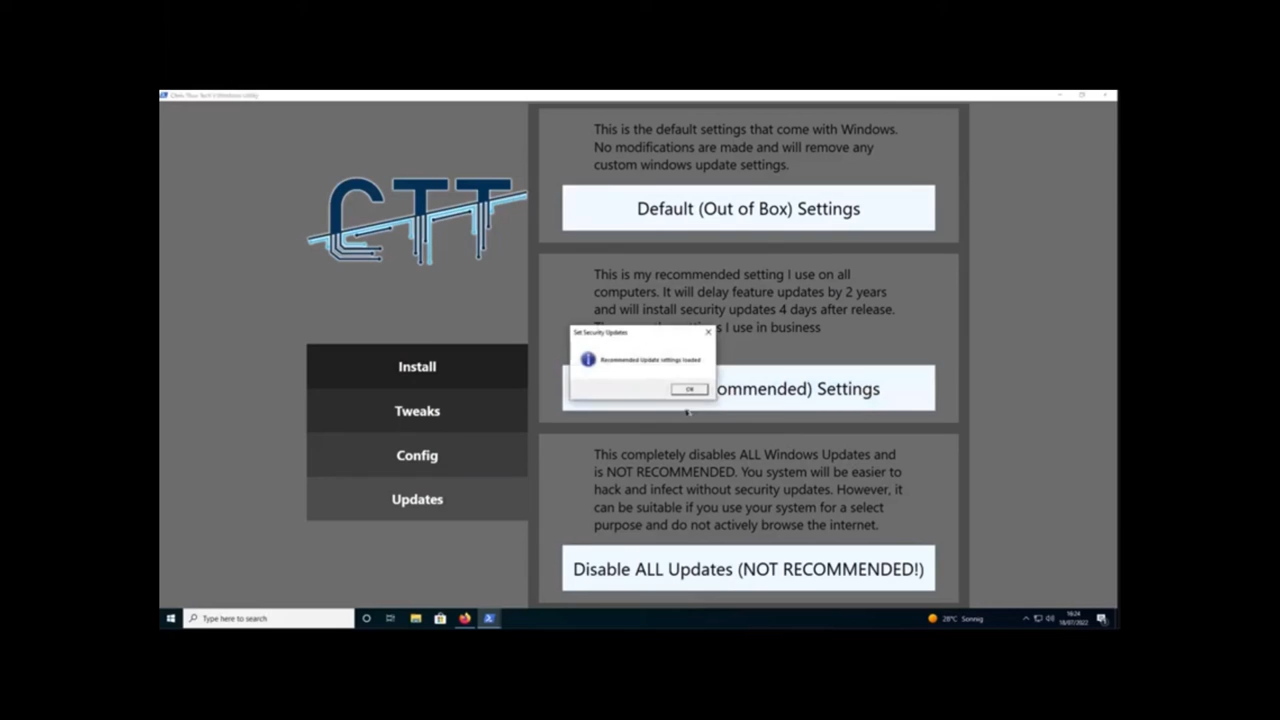 This is the default settings that come with Windows.
No modifications are made and will remove any
custom windows update settings.
Default (Out of Box) Settings
CTT
This is my recommended setting I use on all
computers. It will delay feature updates by 2 years
and will install security updates 4 days after release.
I use in business
Set Security Updates
Recommended Update settings loaded
OK
ommended) Settings
Install
Tweaks
Config
Updates
This completely disables ALL Windows Updates and
is NOT RECOMMENDED. You system will be easier to
hack and infect without security updates. However, it
can be suitable if you use your system for a select
purpose and do not actively browse the internet.
Disable ALL Updates (NOT RECOMMENDED!)
Type here to search
28°C Sonnig
16:24
18/07/2022